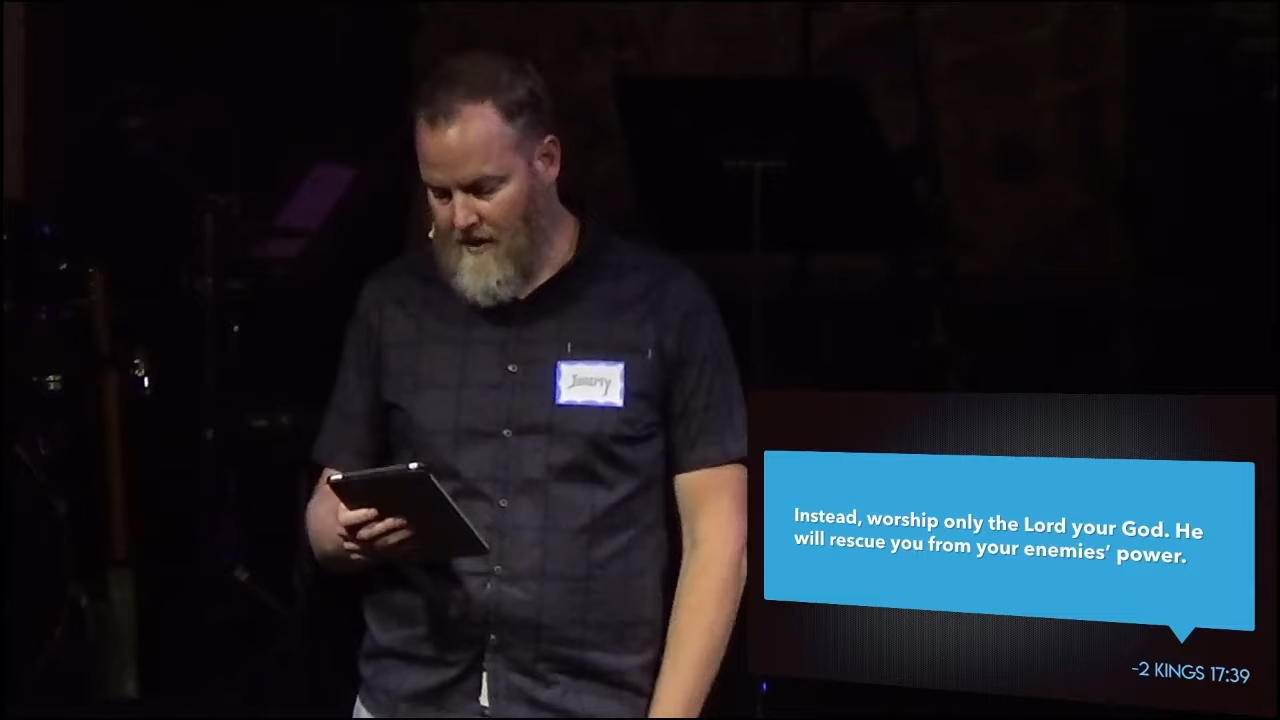 Jeremy
Instead, worship only the Lord your God. He
will rescue you from your enemies’ power.
-2 KINGS 17:39